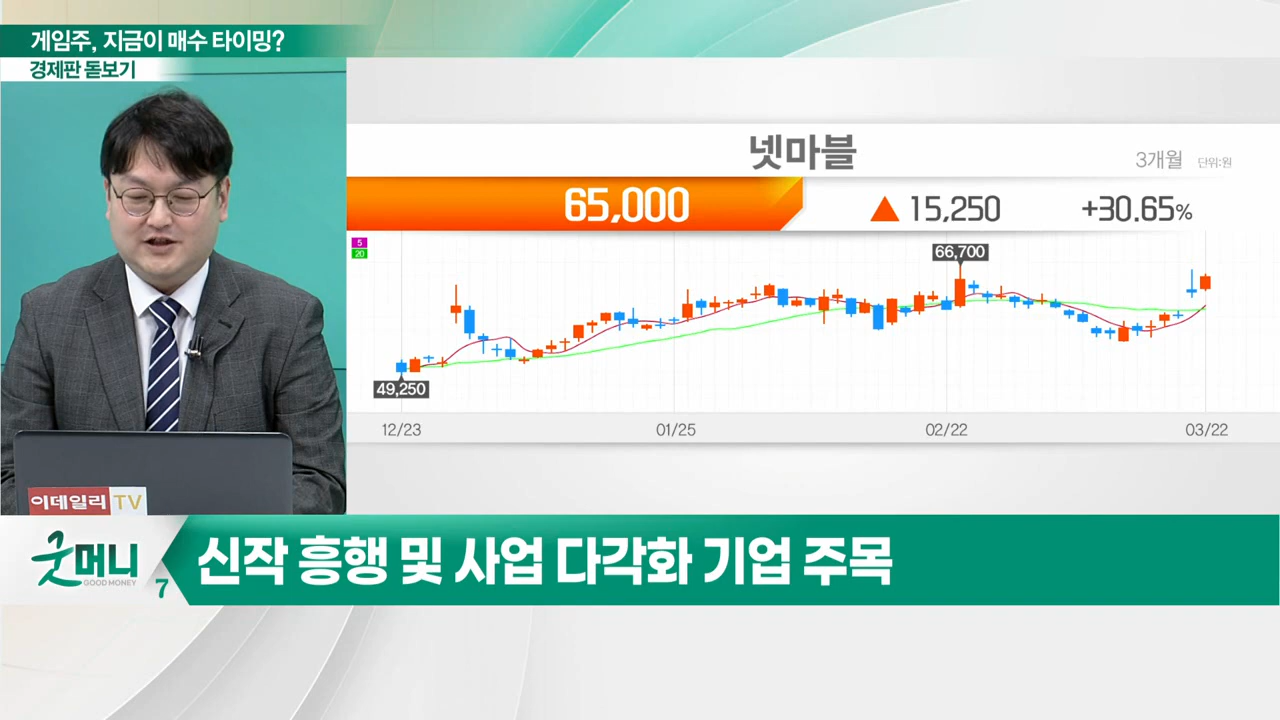 게임주, 지금이 매수 타이밍?
경제판 돋보기
넷마블
3개월 단위:원
65,000 ▲ 15,250 +30.65%
5
20
66,700
49,250
12/23 01/25 02/22 03/22
이데일리 TV
굿머니
GOOD MONEY
7
신작 흥행 및 사업 다각화 기업 주목